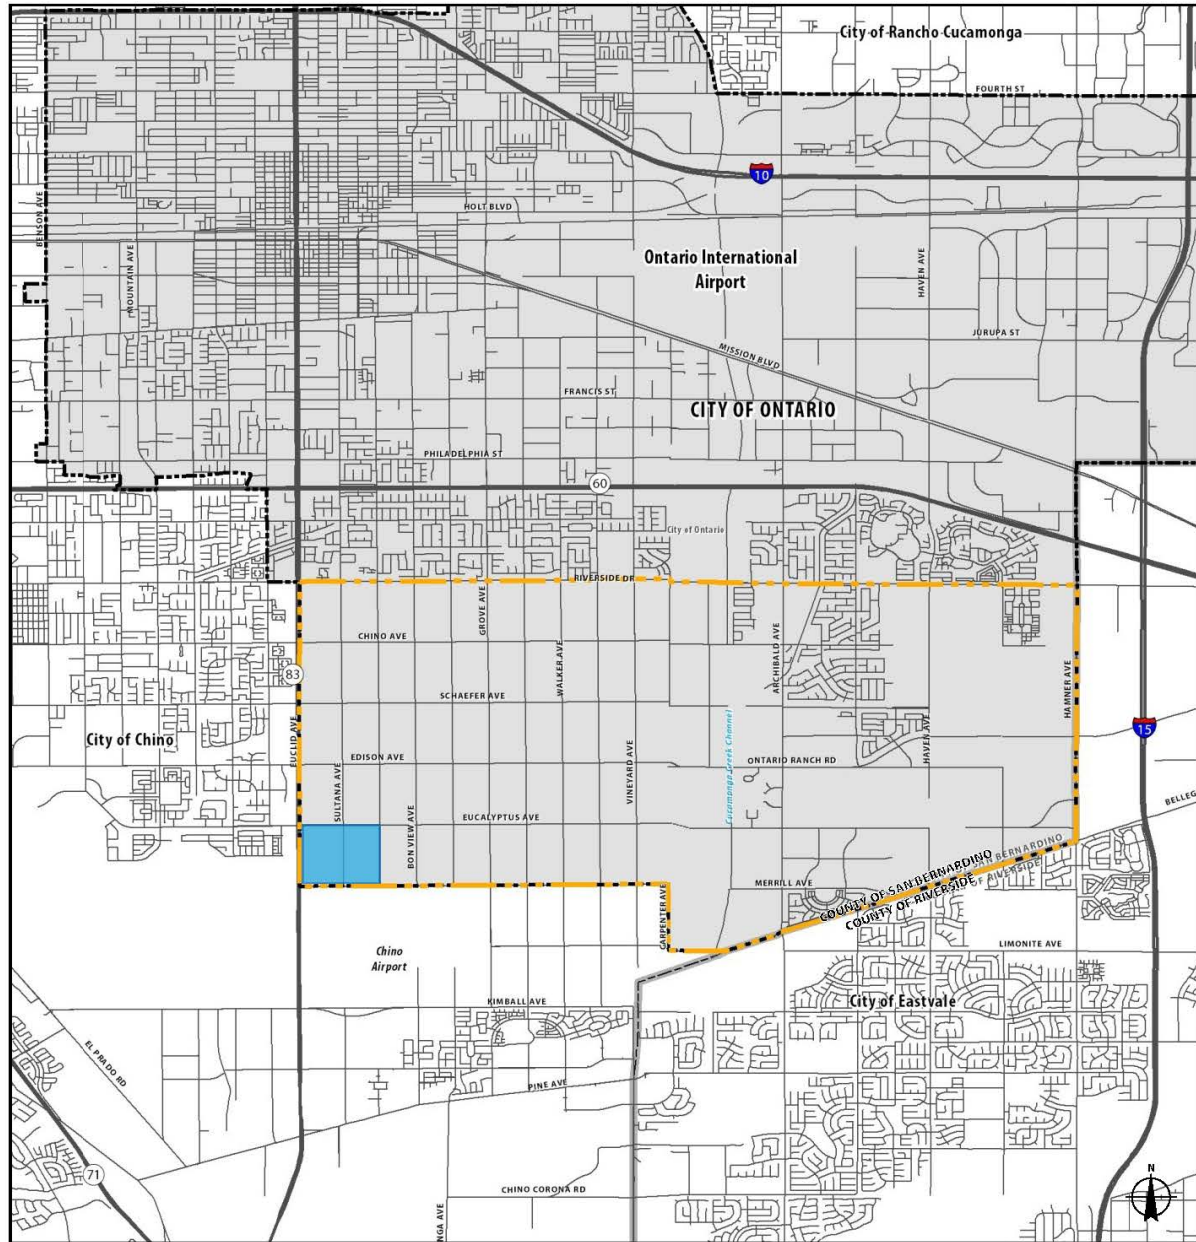 City of Rancho Cucamonga
FOURTH ST
10
BENSON AVE
HOLT BLVD
MOUNTAIN AVE
Ontario International
Airport
HAVEN AVE
JURUPA ST
MISSION BLVD
FRANCIS ST
CITY OF ONTARIO
PHILADELPHIA ST
60
City of Ontario
RIVERSIDE DR
GROVE AVE
CHINO AVE
WALKER AVE
ARCHIBALD AVE
83
SCHAEFER AVE
HAMNER AVE
City of Chino
EUCLID AVE
Cucamonga Creek Channel
HAVEN AVE
15
EDISON AVE
ONTARIO RANCH RD
SULTANA AVE
VINEYARD AVE
BON VIEW AVE
EUCALYPTUS AVE
BELLEG
SAN BERNARDINO
OF RIVERSIDE
COUNTY OF SAN BERNARDINO
COUNTY OF RIVERSIDE
MERRILL AVE
CARPENTER AVE
LIMONITE AVE
Chino
Airport
KIMBALL AVE
City of Eastvale
EL PRADO RD
PINE AVE
71
CHINO CORONA RD
NGA AVE
N